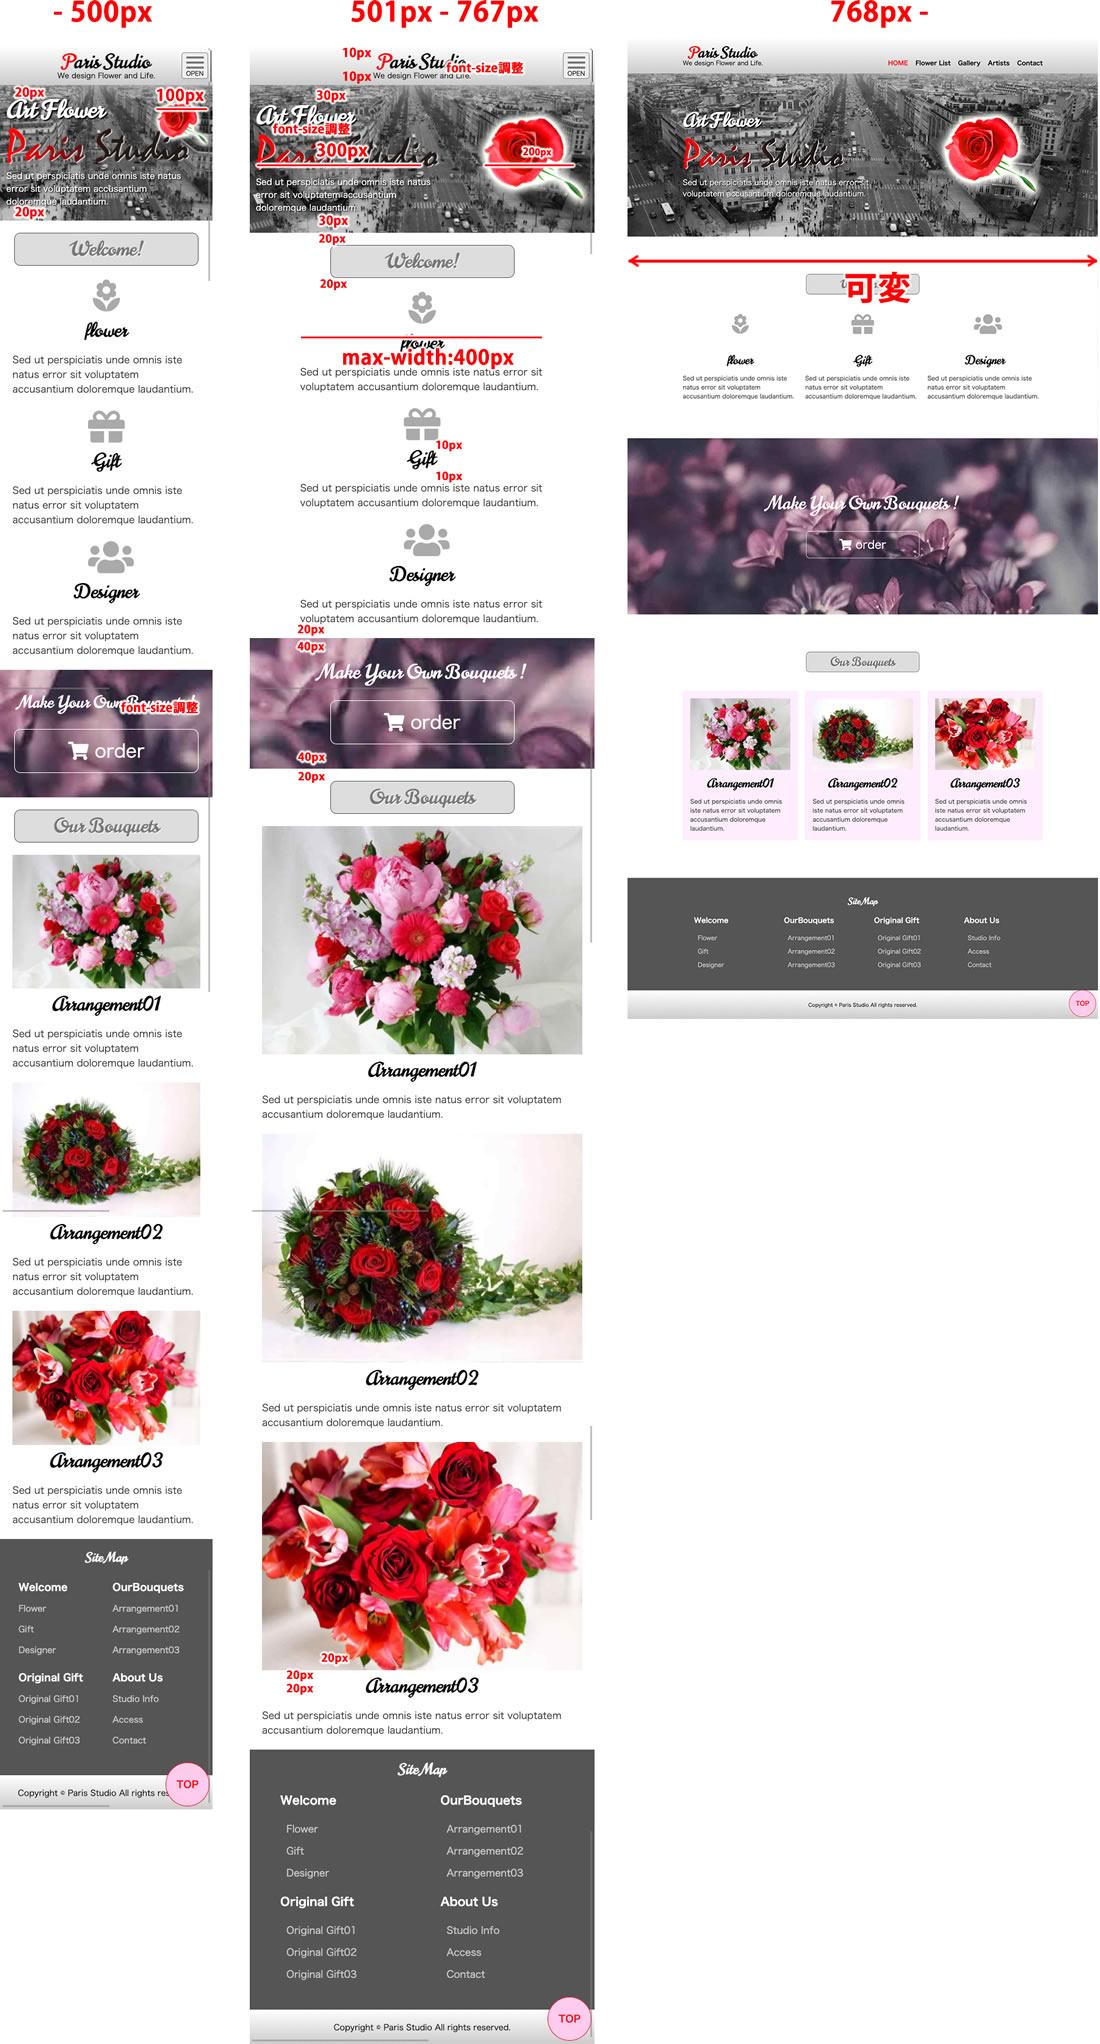 - 500px
Paris Studio
We design Flower and Life.
OPEN
20px
100px
Art Flower
Paris Studio
Sed ut perspiciatis unde omnis iste natus
error sit voluptatem accusantium
doloremque laudantium.
20px
Welcome!
flower
Sed ut perspiciatis unde omnis iste
natus error sit voluptatem
accusantium doloremque laudantium.
Gift
Sed ut perspiciatis unde omnis iste
natus error sit voluptatem
accusantium doloremque laudantium.
Designer
Sed ut perspiciatis unde omnis iste
natus error sit voluptatem
accusantium doloremque laudantium.
Make Your Own Bouquets !
font-size調整
order
Our Bouquets
Arrangement01
Sed ut perspiciatis unde omnis iste
natus error sit voluptatem
accusantium doloremque laudantium.
Arrangement02
Sed ut perspiciatis unde omnis iste
natus error sit voluptatem
accusantium doloremque laudantium.
Arrangement03
Sed ut perspiciatis unde omnis iste
natus error sit voluptatem
accusantium doloremque laudantium.
SiteMap
Welcome
Flower
Gift
Designer
OurBouquets
Arrangement01
Arrangement02
Arrangement03
Original Gift
Original Gift01
Original Gift02
Original Gift03
About Us
Studio Info
Access
Contact
Copyright © Paris Studio All rights
TOP
501px - 767px
10px
Paris Studio
font-size調整
10px
We design Flower and Life.
OPEN
30px
Art Flower
font-size調整
Paris Studio
300px
200px
Sed ut perspiciatis unde omnis iste natus
error sit voluptatem accusantium
doloremque laudantium.
30px
20px
Welcome!
20px
flower
max-width:400px
Sed ut perspiciatis unde omnis iste natus error sit
voluptatem accusantium doloremque laudantium.
10px
Gift
10px
Sed ut perspiciatis unde omnis iste natus error sit
voluptatem accusantium doloremque laudantium.
Designer
Sed ut perspiciatis unde omnis iste natus error sit
voluptatem accusantium doloremque laudantium.
20px
40px
Make Your Own Bouquets !
order
40px
20px
Our Bouquets
Arrangement01
Sed ut perspiciatis unde omnis iste natus error sit voluptatem
accusantium doloremque laudantium.
Arrangement02
Sed ut perspiciatis unde omnis iste natus error sit voluptatem
accusantium doloremque laudantium.
20px
20px
20px
Arrangement03
Sed ut perspiciatis unde omnis iste natus error sit voluptatem
accusantium doloremque laudantium.
SiteMap
Welcome
Flower
Gift
Designer
OurBouquets
Arrangement01
Arrangement02
Arrangement03
Original Gift
Original Gift01
Original Gift02
Original Gift03
About Us
Studio Info
Access
Contact
Copyright © Paris Studio All rights reserved.
TOP
768px -
Paris Studio
We design Flower and Life.
HOME Flower List Gallery Artists Contact
Art Flower
Paris Studio
Sed ut perspiciatis unde omnis iste natus error sit
voluptatem accusantium doloremque laudantium.
可変
flower
Sed ut perspiciatis unde omnis iste
natus error sit voluptatem
accusantium doloremque laudantium.
Gift
Sed ut perspiciatis unde omnis iste
natus error sit voluptatem
accusantium doloremque laudantium.
Designer
Sed ut perspiciatis unde omnis iste
natus error sit voluptatem
accusantium doloremque laudantium.
Make Your Own Bouquets !
order
Our Bouquets
Arrangement01
Sed ut perspiciatis unde omnis
iste natus error sit voluptatem
accusantium doloremque
laudantium.
Arrangement02
Sed ut perspiciatis unde omnis
iste natus error sit voluptatem
accusantium doloremque
laudantium.
Arrangement03
Sed ut perspiciatis unde omnis
iste natus error sit voluptatem
accusantium doloremque
laudantium.
SiteMap
Welcome
Flower
Gift
Designer
OurBouquets
Arrangement01
Arrangement02
Arrangement03
Original Gift
Original Gift01
Original Gift02
Original Gift03
About Us
Studio Info
Access
Contact
Copyright © Paris Studio All rights reserved.
TOP